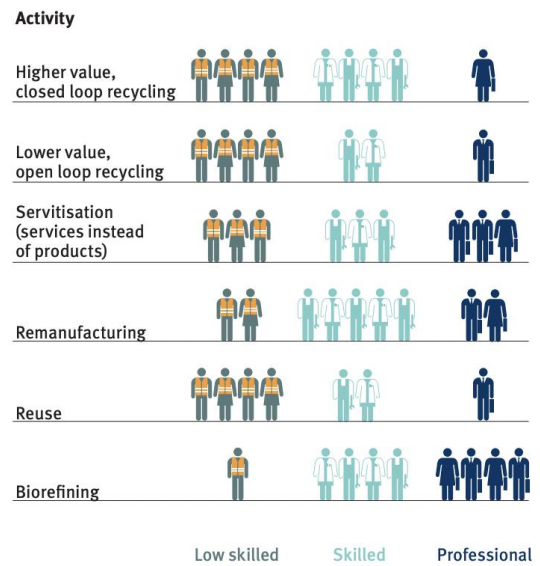 Activity
Higher value,
closed loop recycling
Lower value,
open loop recycling
Servitisation
(services instead
of products)
Remanufacturing
Reuse
Biorefining
Low skilled
Skilled
Professional